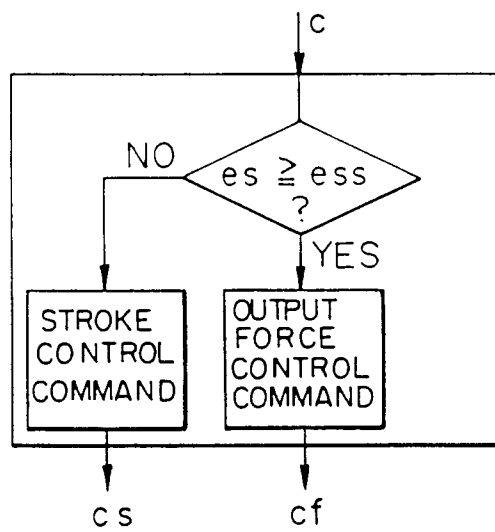 c
NO
es ≧ ess
?
YES
STROKE
CONTROL
COMMAND
OUTPUT
FORCE
CONTROL
COMMAND
cs
cf